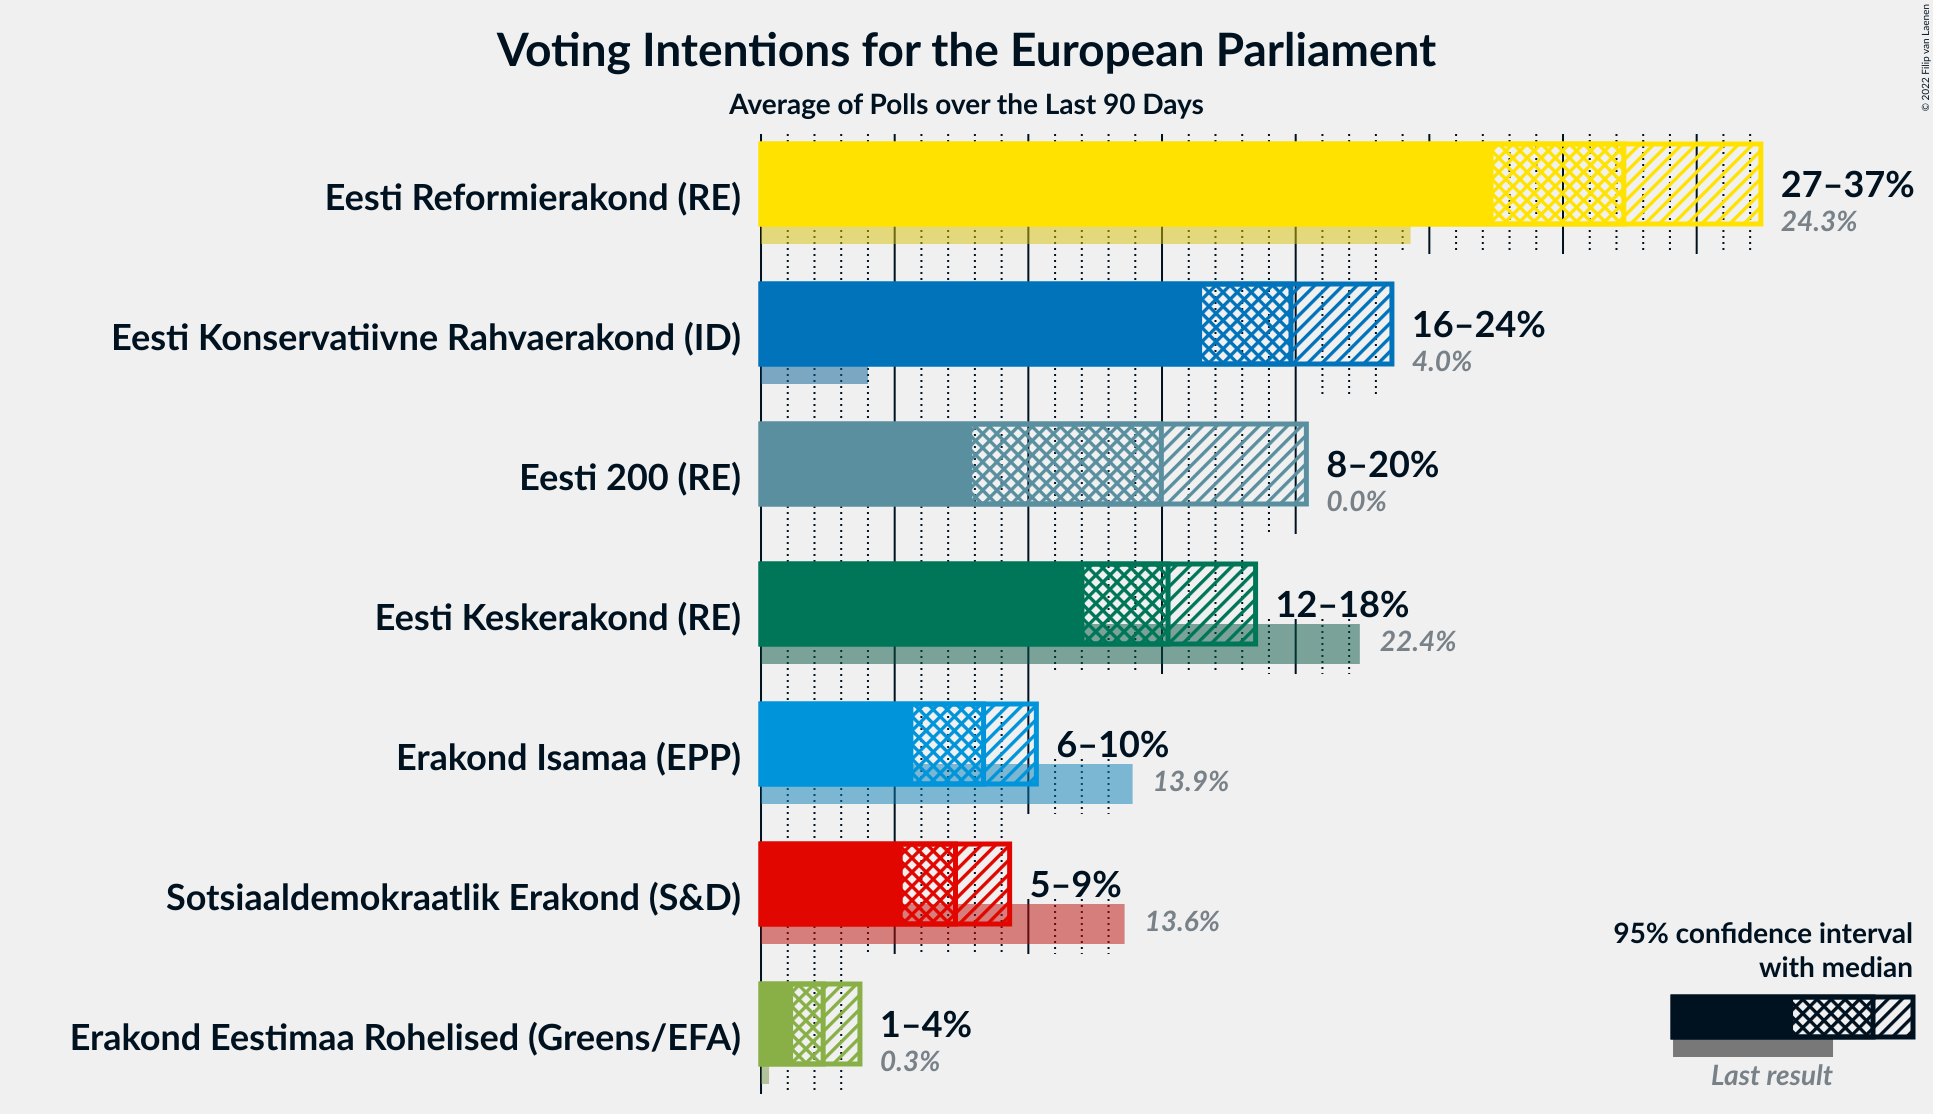 Voting Intentions for the European Parliament
Average of Polls over the Last 90 Days
© 2022 Filip van Laenen
Eesti Reformierakond (RE)
27–37%
24.3%
Eesti Konservatiivne Rahvaerakond (ID)
16–24%
4.0%
Eesti 200 (RE)
8–20%
0.0%
Eesti Keskerakond (RE)
12–18%
22.4%
Erakond Isamaa (EPP)
6–10%
13.9%
Sotsiaaldemokraatlik Erakond (S&D)
5–9%
13.6%
Erakond Eestimaa Rohelised (Greens/EFA)
1–4%
0.3%
95% confidence interval
with median
Last result